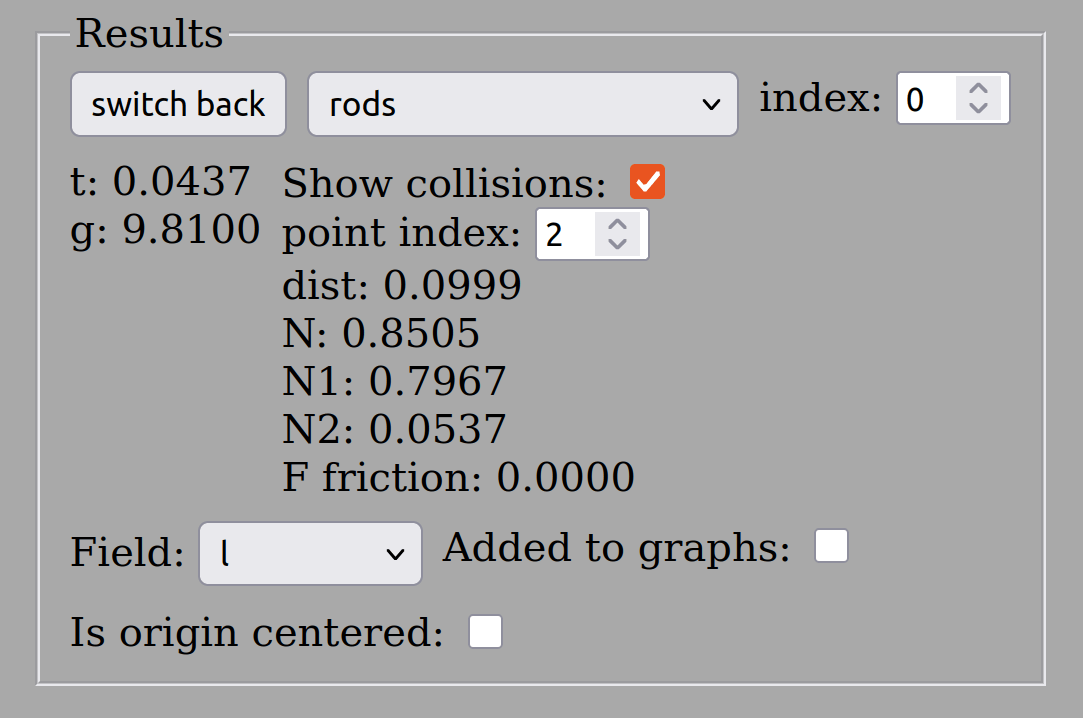 Results
switch back rods index: 0
t: 0.0437 Show collisions:
g: 9.8100 point index: 2
dist: 0.0999
N: 0.8505
N1: 0.7967
N2: 0.0537
F friction: 0.0000
Field: l Added to graphs:
Is origin centered: